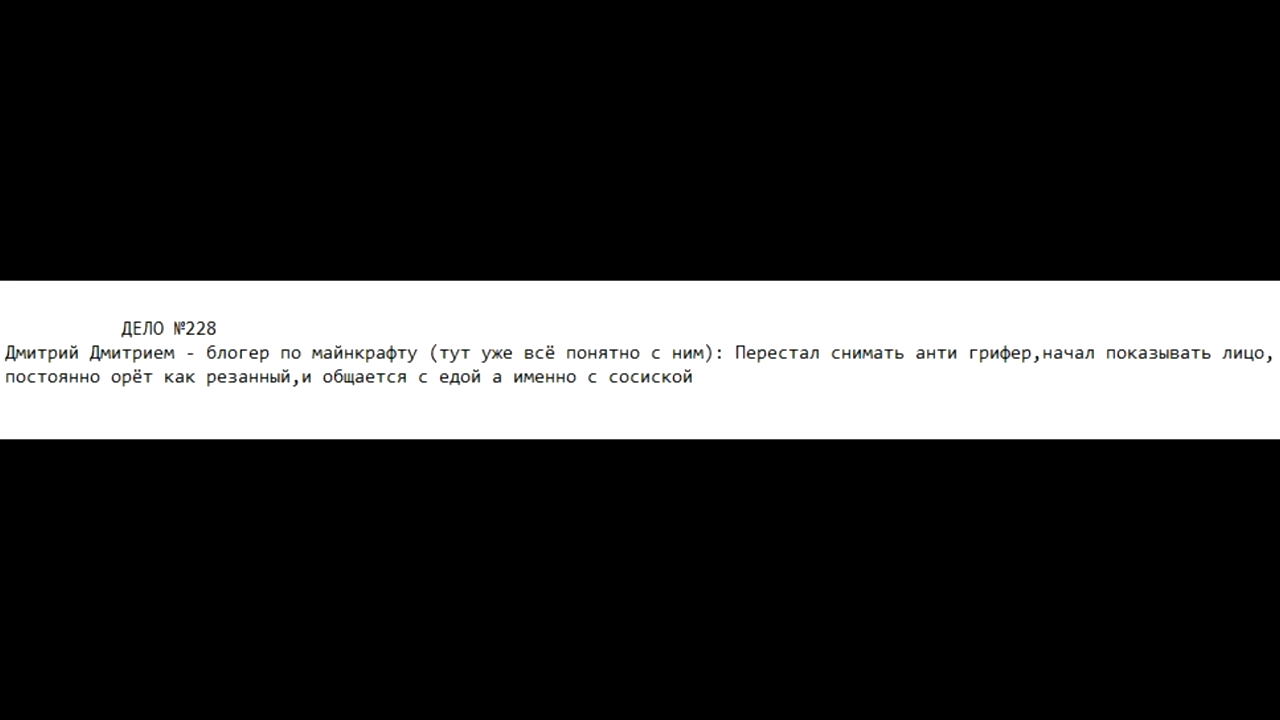 ДЕЛО №228
Дмитрий Дмитрием - блогер по майнкрафту (тут уже всё понятно с ним): Перестал снимать анти грифер,начал показывать лицо,
постоянно орёт как резанный,и общается с едой а именно с сосиской